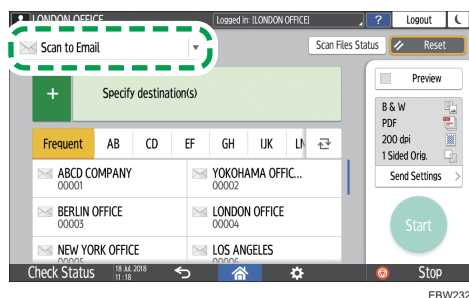 LONDON OFFICE
Logged in: [LONDON OFFICE]
?
Logout
Scan to Email
Scan Files Status
Reset
+
Specify destination(s)
Preview
B & W
PDF
200 dpi
1 Sided Orig.
Send Settings
Frequent
AB
CD
EF
GH
IJK
ABCD COMPANY
00001
YOKOHAMA OFFIC...
00002
BERLIN OFFICE
00003
LONDON OFFICE
00004
NEW YORK OFFICE
00005
LOS ANGELES
00006
Start
Check Status
18 Jul. 2018
11 : 18
Stop
FBW232